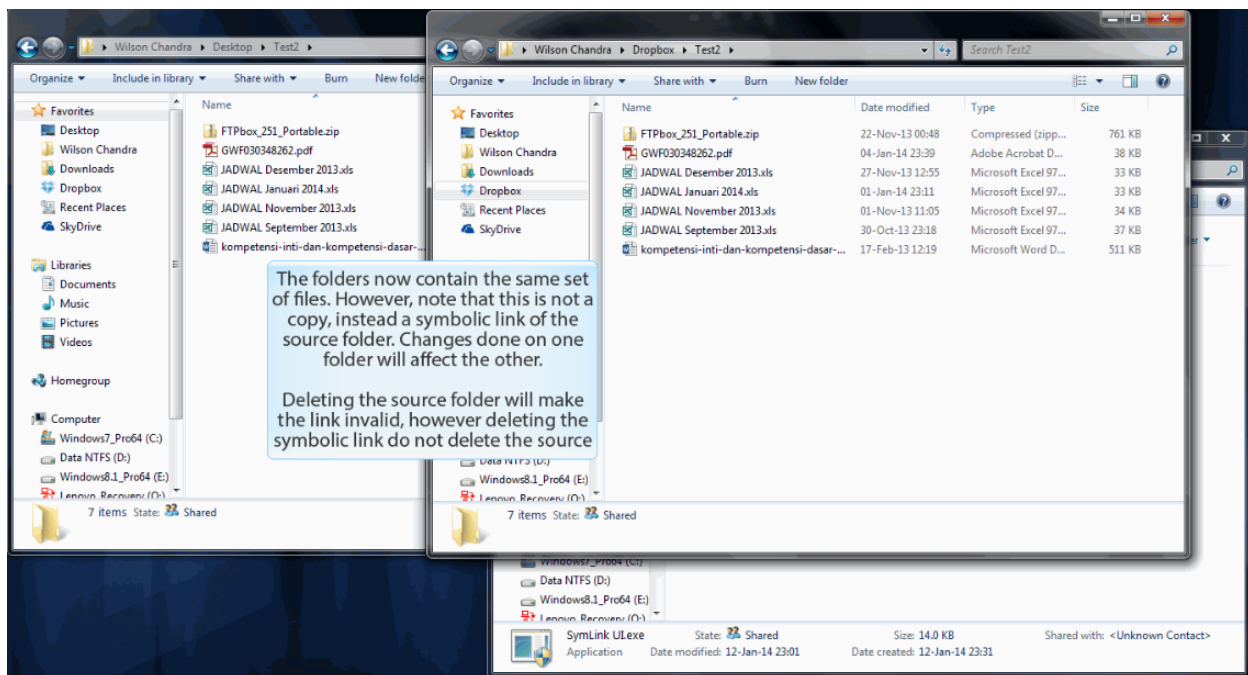 Wilson Chandra ▸ Desktop ▸ Test2 ▸
Organize Include in library Share with Burn New folde
Favorites
Desktop
Wilson Chandra
Downloads
Dropbox
Recent Places
SkyDrive
Libraries
Documents
Music
Pictures
Videos
Homegroup
Computer
Windows7_Pro64 (C:)
Data NTFS (D:)
Windows8.1_Pro64 (E:)
Lenovo Recovery (Q:)
Name
FTPbox_251_Portable.zip
GWF030348262.pdf
JADWAL Desember 2013.xls
JADWAL Januari 2014.xls
JADWAL November 2013.xls
JADWAL September 2013.xls
kompetensi-inti-dan-kompetensi-dasar-...
7 items State: Shared
The folders now contain the same set
of files. However, note that this is not a
copy, instead a symbolic link of the
source folder. Changes done on one
folder will affect the other.
Deleting the source folder will make
the link invalid, however deleting the
symbolic link do not delete the source
Wilson Chandra ▸ Dropbox ▸ Test2 ▸
Search Test2
Organize Include in library Share with Burn New folder
Favorites
Desktop
Wilson Chandra
Downloads
Dropbox
Recent Places
SkyDrive
Data NTFS (D:)
Windows8.1_Pro64 (E:)
Lenovo Recovery (Q:)
Name Date modified Type Size
FTPbox_251_Portable.zip 22-Nov-13 00:48 Compressed (zipp... 761 KB
GWF030348262.pdf 04-Jan-14 23:39 Adobe Acrobat D... 38 KB
JADWAL Desember 2013.xls 27-Nov-13 12:55 Microsoft Excel 97... 33 KB
JADWAL Januari 2014.xls 01-Jan-14 23:11 Microsoft Excel 97... 33 KB
JADWAL November 2013.xls 01-Nov-13 11:05 Microsoft Excel 97... 34 KB
JADWAL September 2013.xls 30-Oct-13 23:18 Microsoft Excel 97... 37 KB
kompetensi-inti-dan-kompetensi-dasar-... 17-Feb-13 12:19 Microsoft Word D... 511 KB
7 items State: Shared
Windows7_Pro64 (C:)
Data NTFS (D:)
Windows8.1_Pro64 (E:)
Lenovo Recovery (Q:)
SymLink UI.exe State: Shared Size: 14.0 KB Shared with: <Unknown Contact>
Application Date modified: 12-Jan-14 23:01 Date created: 12-Jan-14 23:31